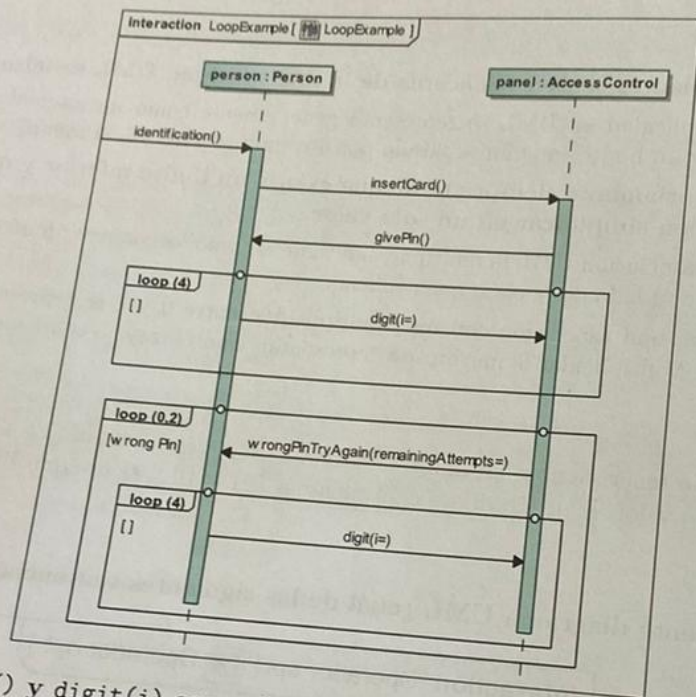 interaction LoopExample [ LoopExample ]
person : Person
panel : AccessControl
identification()
insertCard()
givePin()
loop (4)
[ ]
digit(i=)
loop (0,2)
[wrong Pin]
wrongPinTryAgain(remainingAttempts=)
loop (4)
[ ]
digit(i=)
) y digit(i)